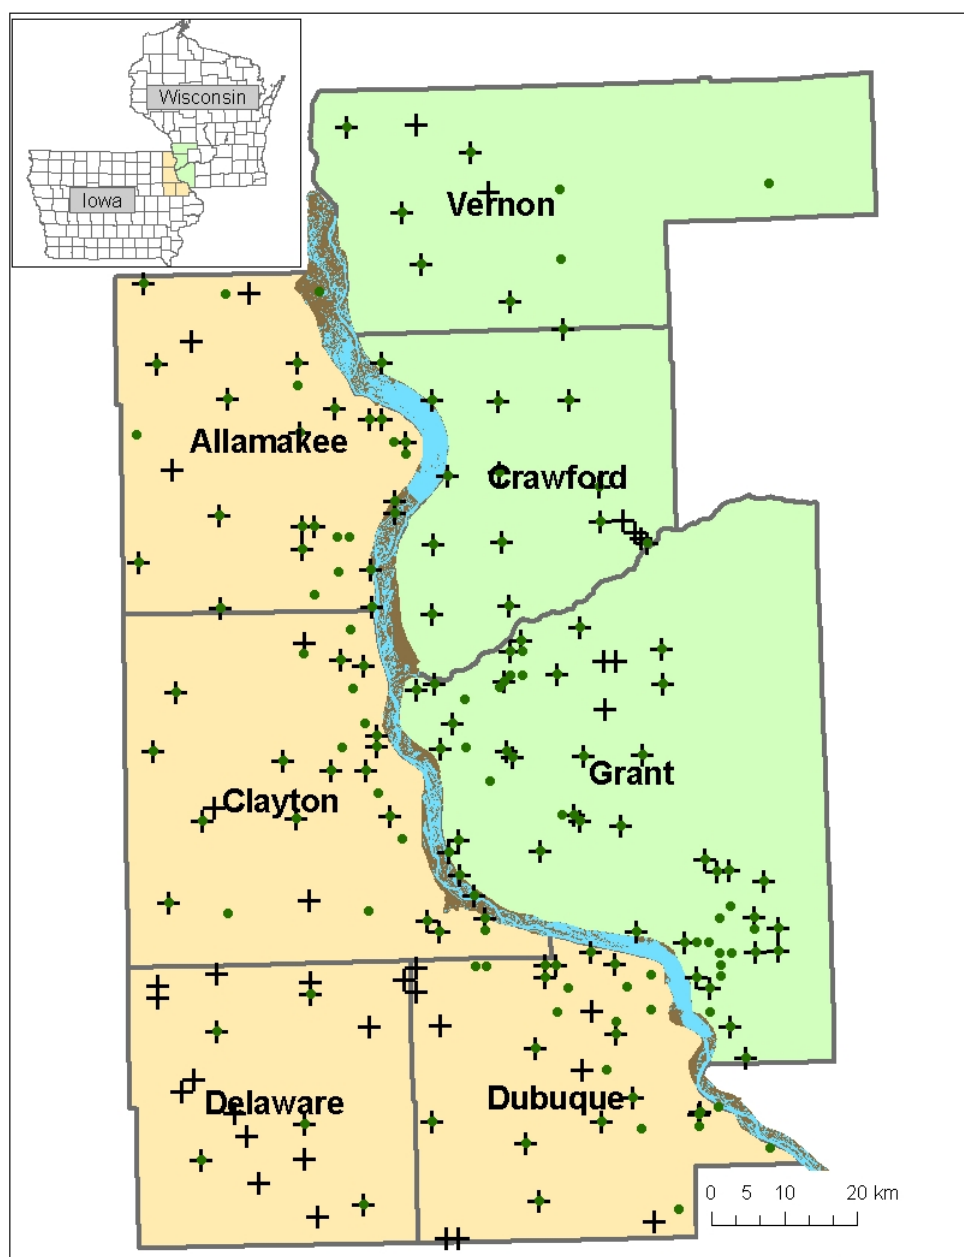 Wisconsin
Iowa
Vernon
Allamakee
Crawford
Grant
Clayton
Delaware
Dubuque
0 5 10 20 km